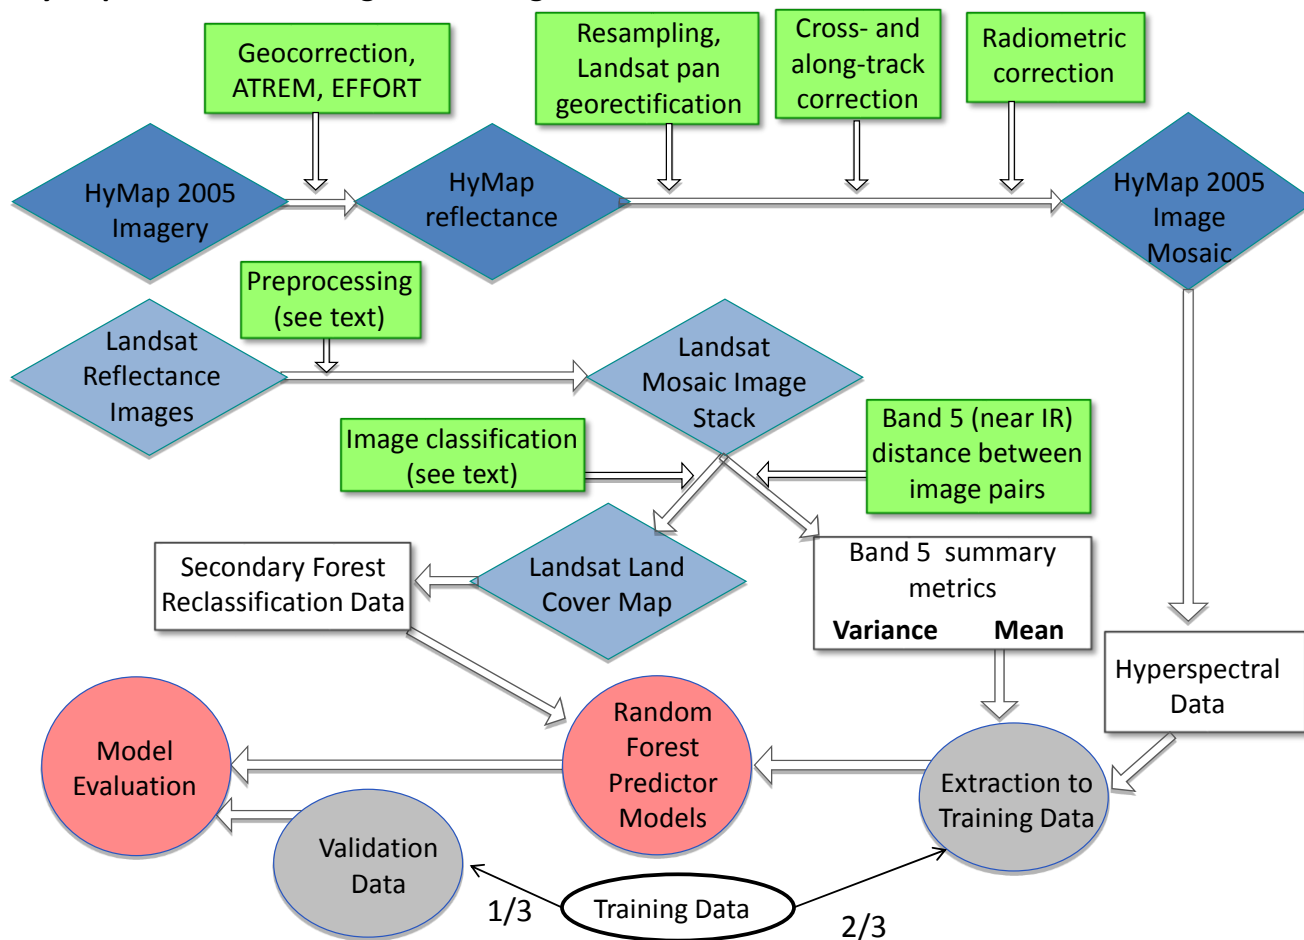 Geocorrection,
ATREM, EFFORT
Resampling,
Landsat pan
georectification
Cross- and
along-track
correction
Radiometric
correction
HyMap 2005
Imagery
HyMap
reflectance
HyMap 2005
Image
Mosaic
Preprocessing
(see text)
Landsat
Reflectance
Images
Landsat
Mosaic Image
Stack
Image classification
(see text)
Band 5 (near IR)
distance between
image pairs
Secondary Forest
Reclassification Data
Landsat Land
Cover Map
Band 5 summary
metrics
Variance Mean
Hyperspectral
Data
Model
Evaluation
Random
Forest
Predictor
Models
Extraction to
Training Data
Validation
Data
1/3
Training Data
2/3